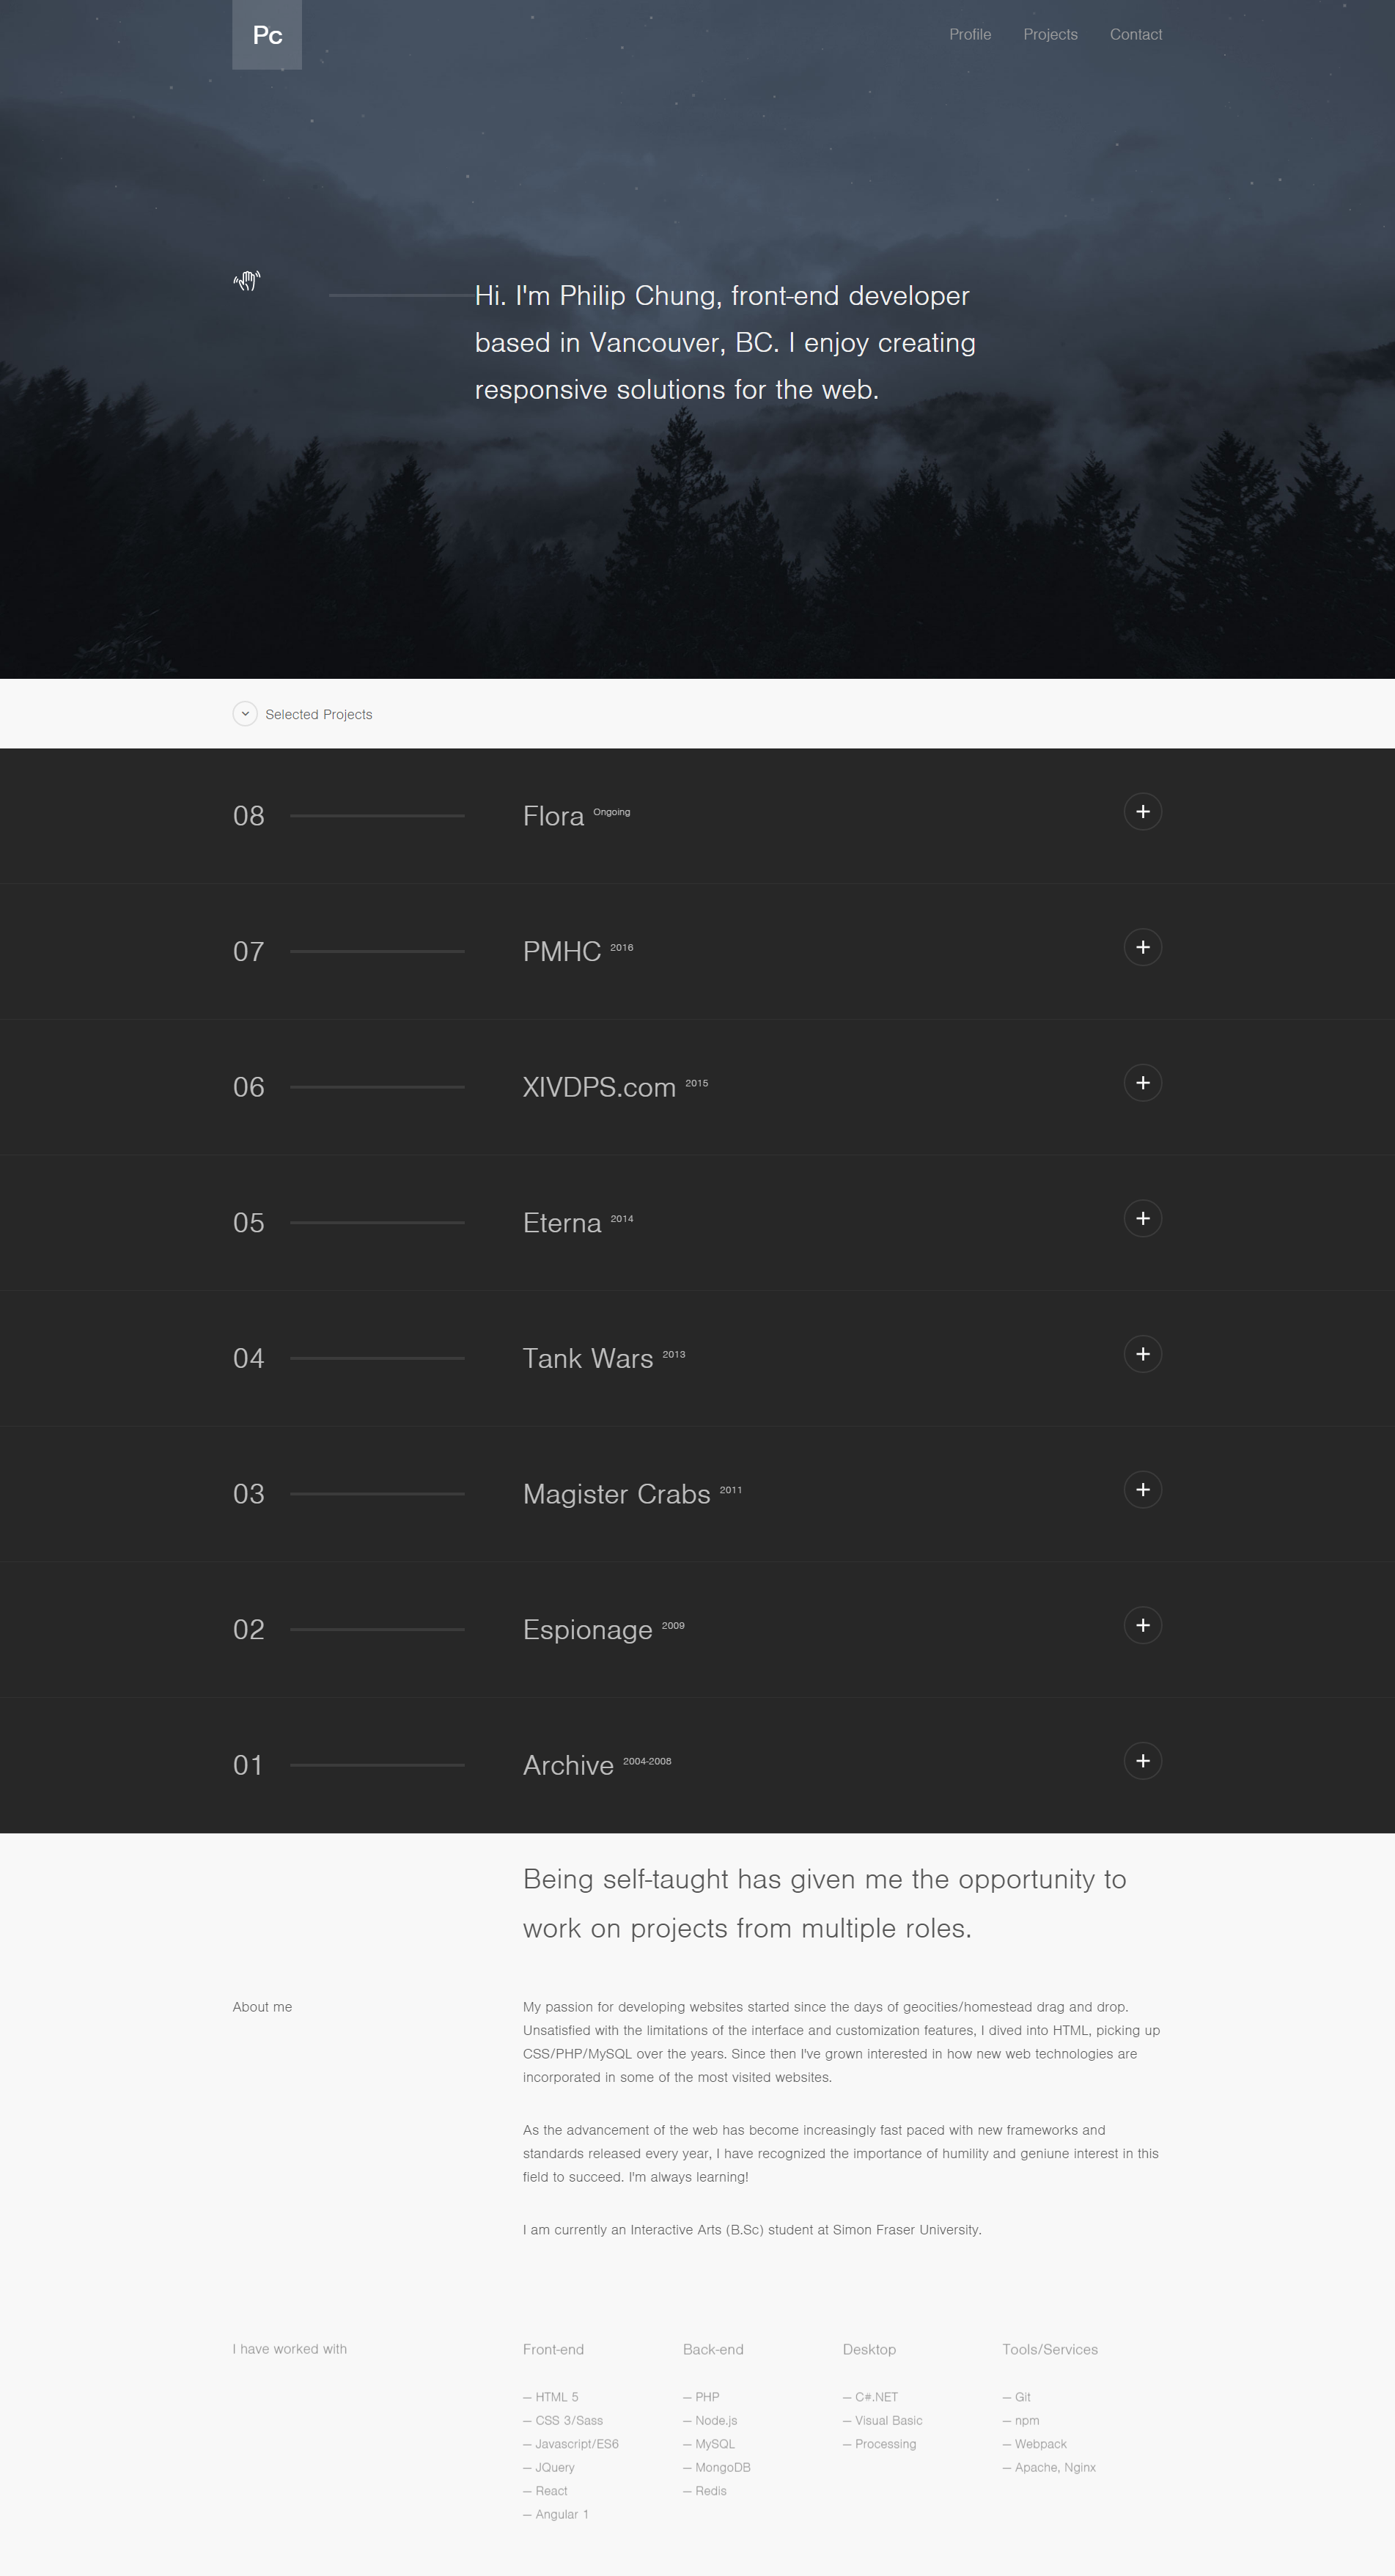 Pc
Profile Projects Contact
Hi. I'm Philip Chung, front-end developer
based in Vancouver, BC. I enjoy creating
responsive solutions for the web.
Selected Projects
08 Flora Ongoing
07 PMHC 2016
06 XIVDPS.com 2015
05 Eterna 2014
04 Tank Wars 2013
03 Magister Crabs 2011
02 Espionage 2009
01 Archive 2004-2008
Being self-taught has given me the opportunity to
work on projects from multiple roles.
About me
My passion for developing websites started since the days of geocities/homestead drag and drop.
Unsatisfied with the limitations of the interface and customization features, I dived into HTML, picking up
CSS/PHP/MySQL over the years. Since then I've grown interested in how new web technologies are
incorporated in some of the most visited websites.
As the advancement of the web has become increasingly fast paced with new frameworks and
standards released every year, I have recognized the importance of humility and geniune interest in this
field to succeed. I'm always learning!
I am currently an Interactive Arts (B.Sc) student at Simon Fraser University.
I have worked with
Front-end
— HTML 5
— CSS 3/Sass
— Javascript/ES6
— JQuery
— React
— Angular 1
Back-end
— PHP
— Node.js
— MySQL
— MongoDB
— Redis
Desktop
— C#.NET
— Visual Basic
— Processing
Tools/Services
— Git
— npm
— Webpack
— Apache, Nginx